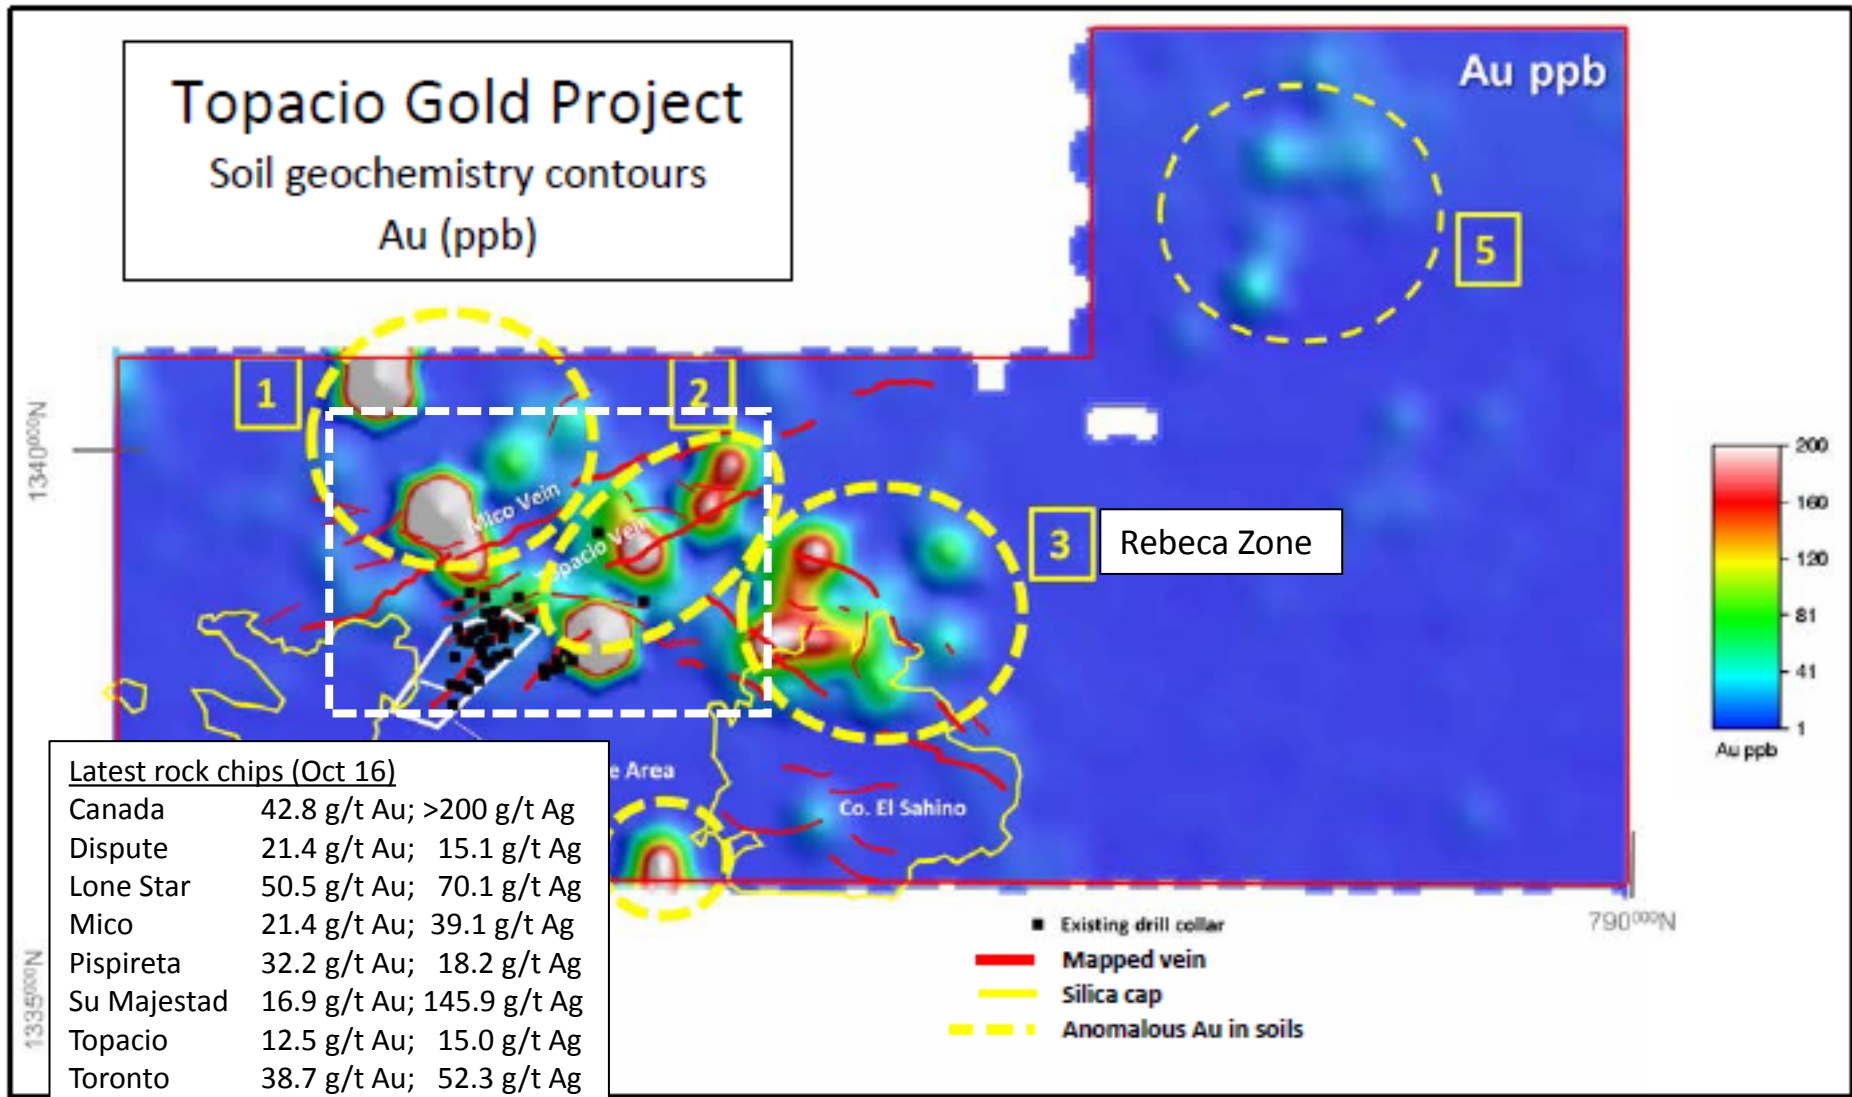 Topacio Gold Project
Soil geochemistry contours
Au (ppb)
Au ppb
5
1
2
1340000N
Mico Vein
Topacio Vein
3
Rebeca Zone
200
160
120
81
41
1
Au ppb
e Area
Co. El Sahino
Latest rock chips (Oct 16)
Canada 42.8 g/t Au; >200 g/t Ag
Dispute 21.4 g/t Au; 15.1 g/t Ag
Lone Star 50.5 g/t Au; 70.1 g/t Ag
Mico 21.4 g/t Au; 39.1 g/t Ag
Pispireta 32.2 g/t Au; 18.2 g/t Ag
Su Majestad 16.9 g/t Au; 145.9 g/t Ag
Topacio 12.5 g/t Au; 15.0 g/t Ag
Toronto 38.7 g/t Au; 52.3 g/t Ag
Existing drill collar
Mapped vein
Silica cap
Anomalous Au in soils
790000N
1335000N